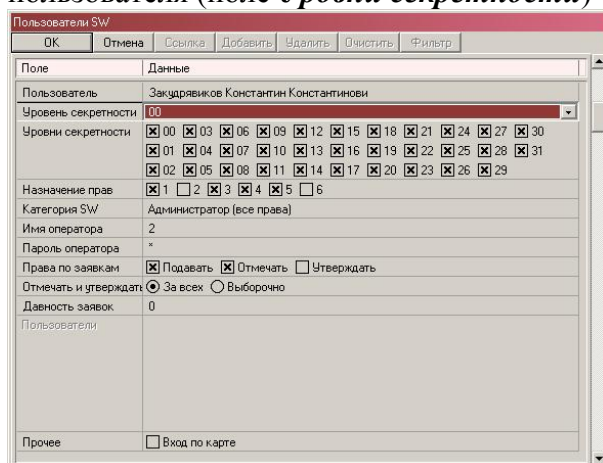 пользователя (поле Уровни секретности)
Пользователи SW
OK Отмена Ссылка Добавить Удалить Очистить Фильтр
Поле Данные
Пользователь Закудрявиков Константин Константинови
Уровень секретности 00
Уровни секретности 00 03 06 09 12 15 18 21 24 27 30
01 04 07 10 13 16 19 22 25 28 31
02 05 08 11 14 17 20 23 26 29
Назначение прав 1 2 3 4 5 6
Категория SW Администратор (все права)
Имя оператора 2
Пароль оператора *
Права по заявкам Подавать Отмечать Утверждать
Отмечать и утверждать За всех Выборочно
Давность заявок 0
Пользователи
Прочее Вход по карте